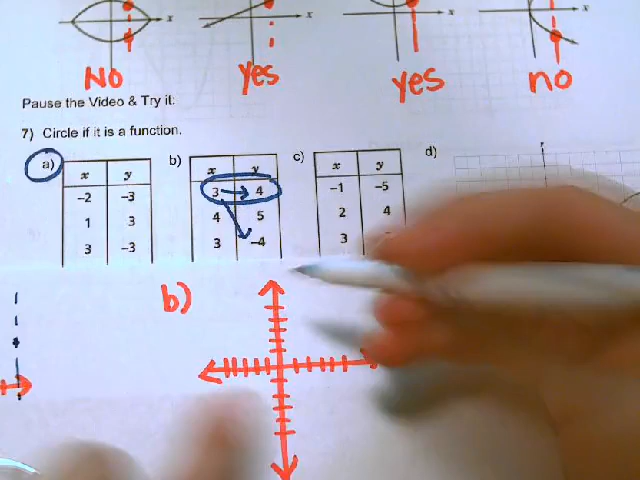 x x x x
NO yes yes no
Pause the Video & Try it:
7) Circle if it is a function.
a) b) c) d)
x y x y x y
-2 -3 3 4 -1 -5
1 3 4 5 2 4
3 -3 3 -4 3
b)